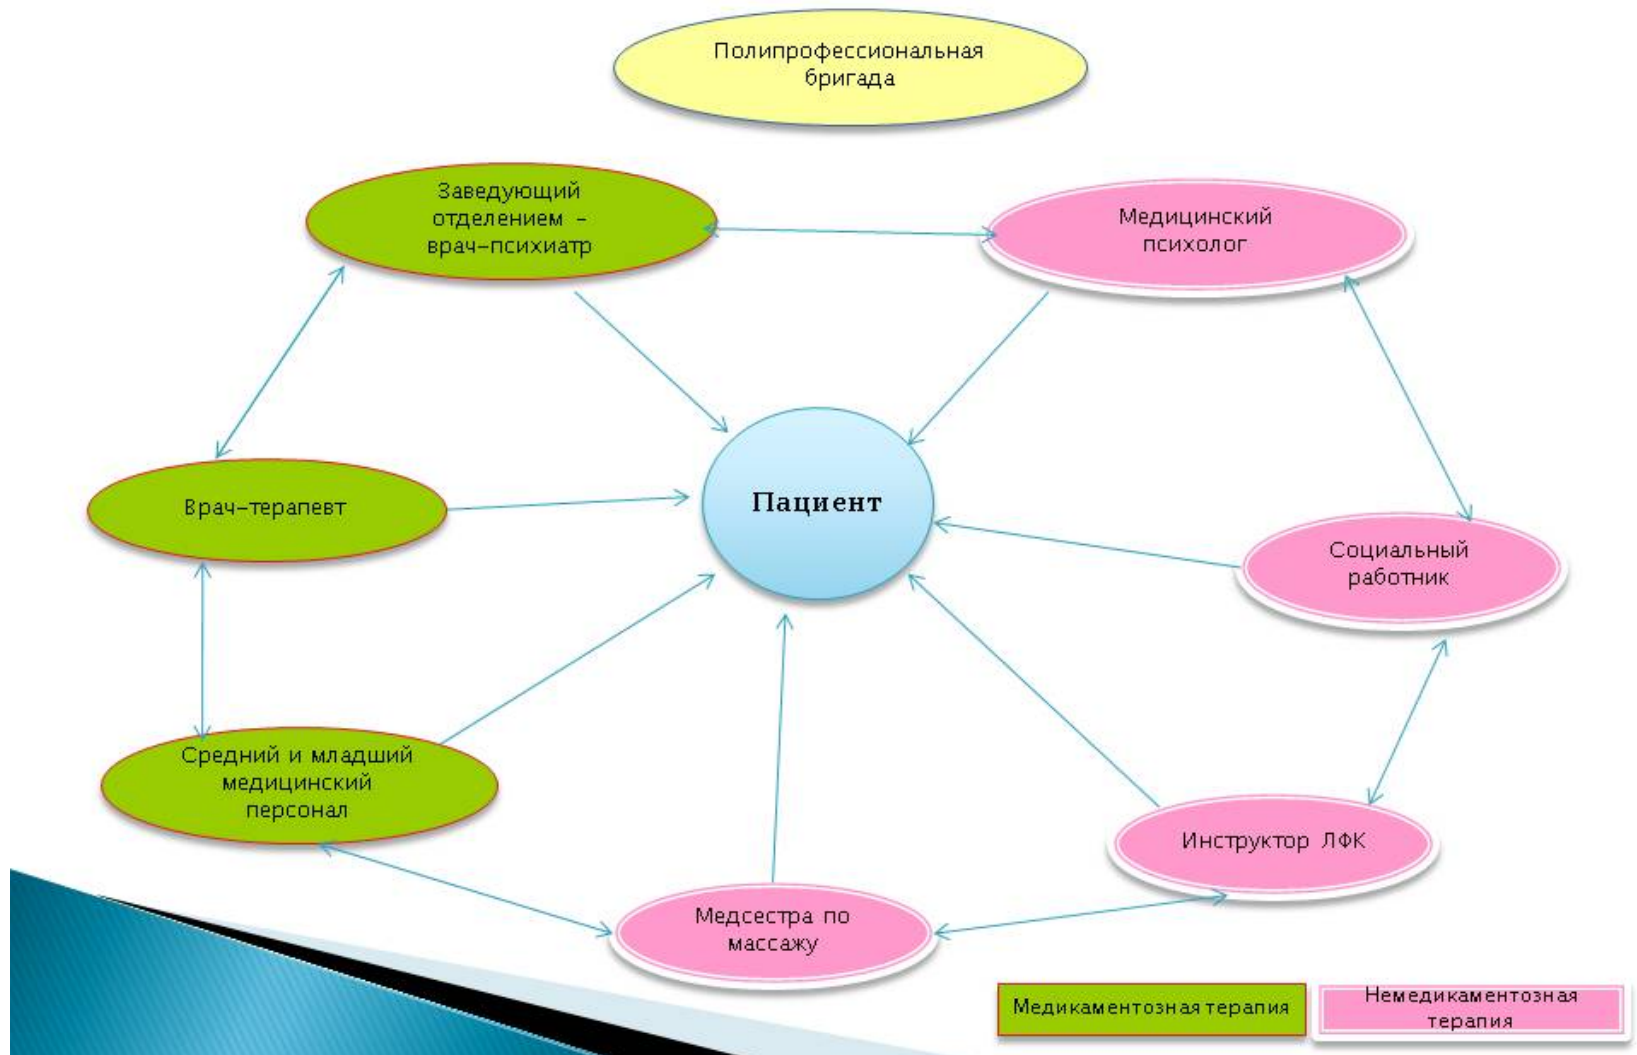 Полипрофессиональная
бригада
Заведующий
отделением -
врач-психиатр
Медицинский
психолог
Врач-терапевт
Пациент
Социальный
работник
Средний и младший
медицинский
персонал
Инструктор ЛФК
Медсестра по
массажу
Медикаментозная терапия
Немедикаментозная
терапия